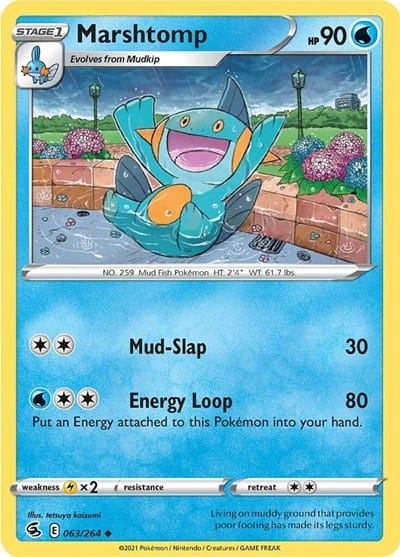 STAGE 1
Marshtomp
HP 90
Evolves from Mudkip
NO. 259 Mud Fish Pokémon HT: 2'4" WT: 61.7 lbs.
Mud-Slap 30
Energy Loop 80
Put an Energy attached to this Pokémon into your hand.
weakness ×2 resistance retreat
Illus. tetsuya koizumi
Living on muddy ground that provides
poor footing has made its legs sturdy.
E 063/264
©2021 Pokémon / Nintendo / Creatures / GAME FREAK